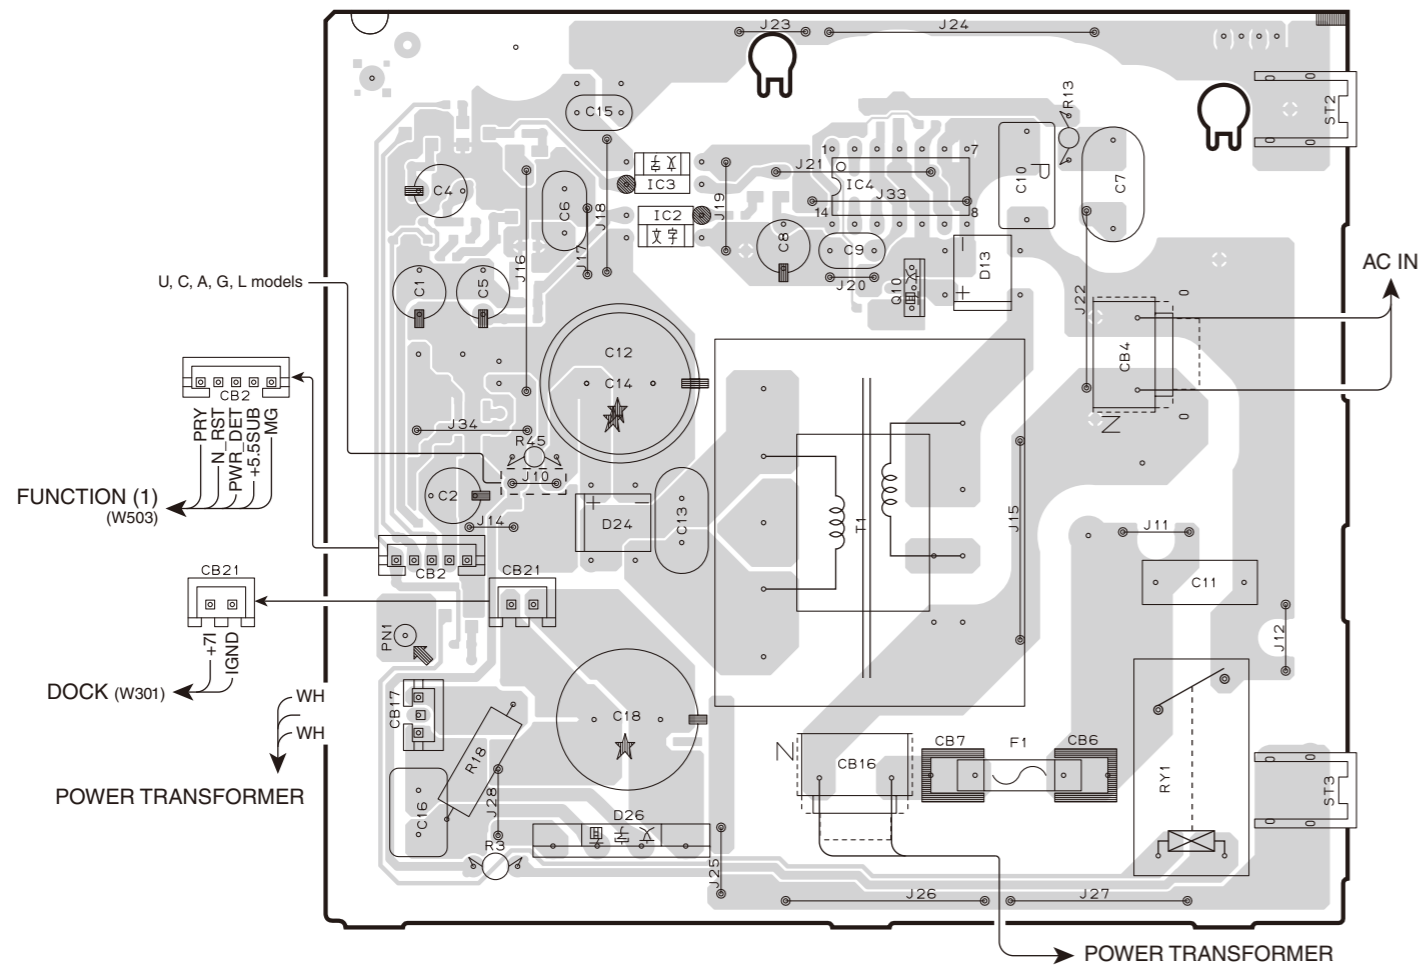 J23
J24
R13
ST2
C15
1
7
J21
IC3
文字
IC4
J33
C10
C7
C4
C6
J18
J19
IC2
文字
14
8
J17
J16
C8
C9
D13
J20
Q10
J22
AC IN
U, C, A, G, L models
C1
C5
C12
C14
CB4
N
CB2
PRY
N_RST
PWR_DET
+5.5SUB
MG
J34
R45
J10
FUNCTION (1)
(W503)
C2
J14
D24
C13
T1
J15
J11
CB2
CB21
CB21
C11
+7I
IGND
PN1
J12
DOCK (W301)
WH
WH
CB17
R18
C18
N
CB16
CB7
F1
CB6
RY1
ST3
POWER TRANSFORMER
C16
J28
D26
R3
J25
J26
J27
POWER TRANSFORMER